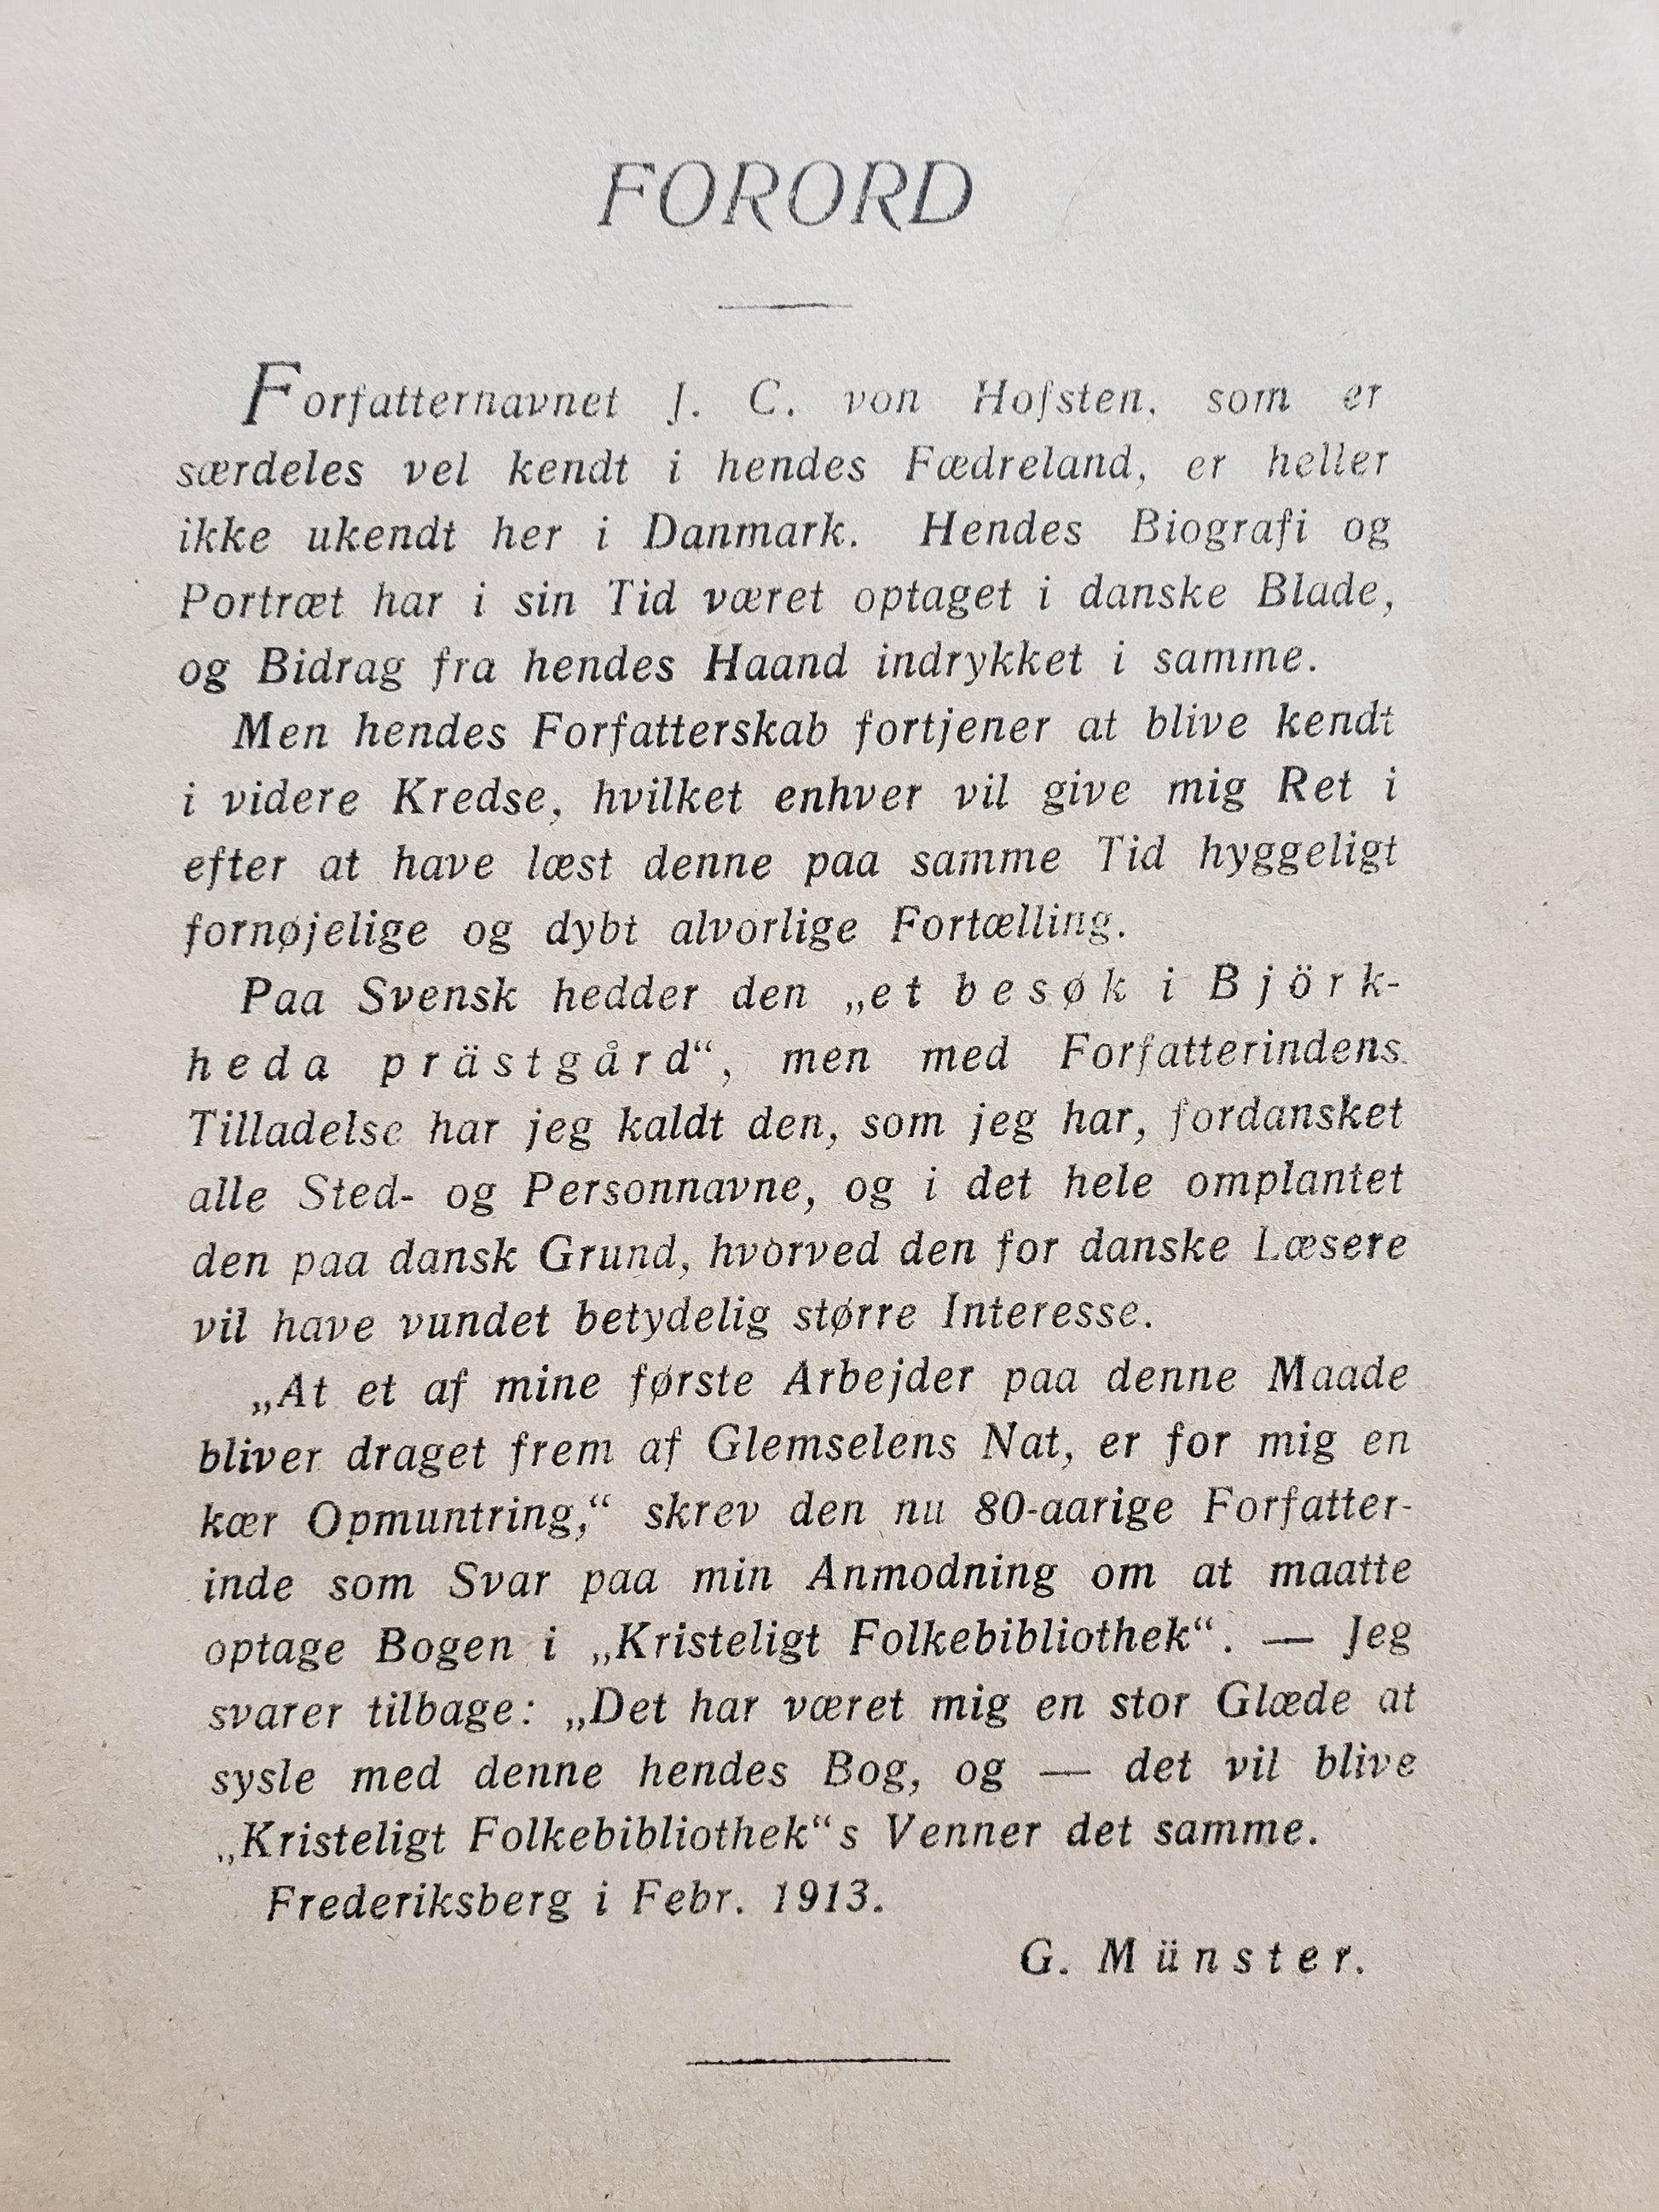 FORORD
Forfatternavnet J. C. von Hofsten, som er
særdeles vel kendt i hendes Fædreland, er heller
ikke ukendt her i Danmark. Hendes Biografi og
Portræt har i sin Tid været optaget i danske Blade,
og Bidrag fra hendes Haand indrykket i samme.
Men hendes Forfatterskab fortjener at blive kendt
i videre Kredse, hvilket enhver vil give mig Ret i
efter at have læst denne paa samme Tid hyggeligt
fornøjelige og dybt alvorlige Fortælling.
Paa Svensk hedder den „et besøk i Björk-
heda prästgård“, men med Forfatterindens
Tilladelse har jeg kaldt den, som jeg har, fordansket
alle Sted- og Personnavne, og i det hele omplantet
den paa dansk Grund, hvorved den for danske Læsere
vil have vundet betydelig større Interesse.
„At et af mine første Arbejder paa denne Maade
bliver draget frem af Glemselens Nat, er for mig en
kær Opmuntring,“ skrev den nu 80-aarige Forfatter-
inde som Svar paa min Anmodning om at maatte
optage Bogen i „Kristeligt Folkebibliothek“. — Jeg
svarer tilbage: „Det har været mig en stor Glæde at
sysle med denne hendes Bog, og — det vil blive
„Kristeligt Folkebibliothek“s Venner det samme.
Frederiksberg i Febr. 1913.
G. Münster.